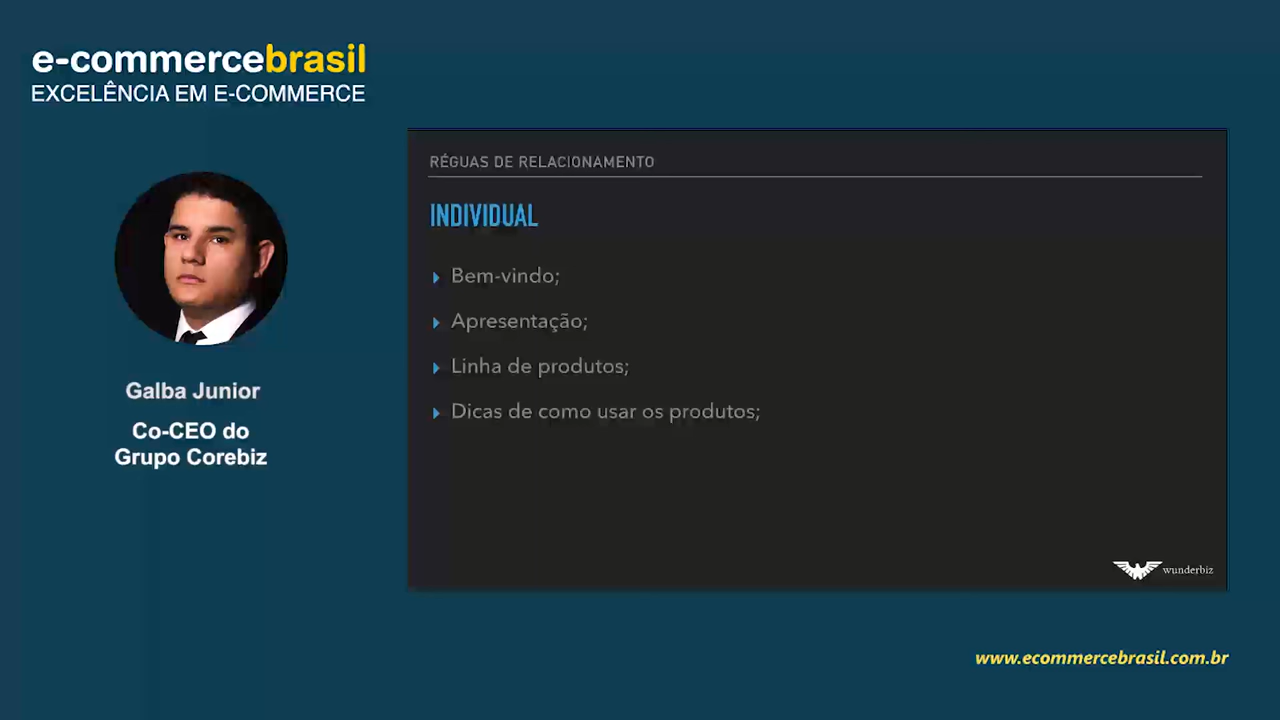 e-commercebrasil
EXCELÊNCIA EM E-COMMERCE
Galba Junior
Co-CEO do
Grupo Corebiz
RÉGUAS DE RELACIONAMENTO
INDIVIDUAL
Bem-vindo;
Apresentação;
Linha de produtos;
Dicas de como usar os produtos;
wunderbiz
www.ecommercebrasil.com.br